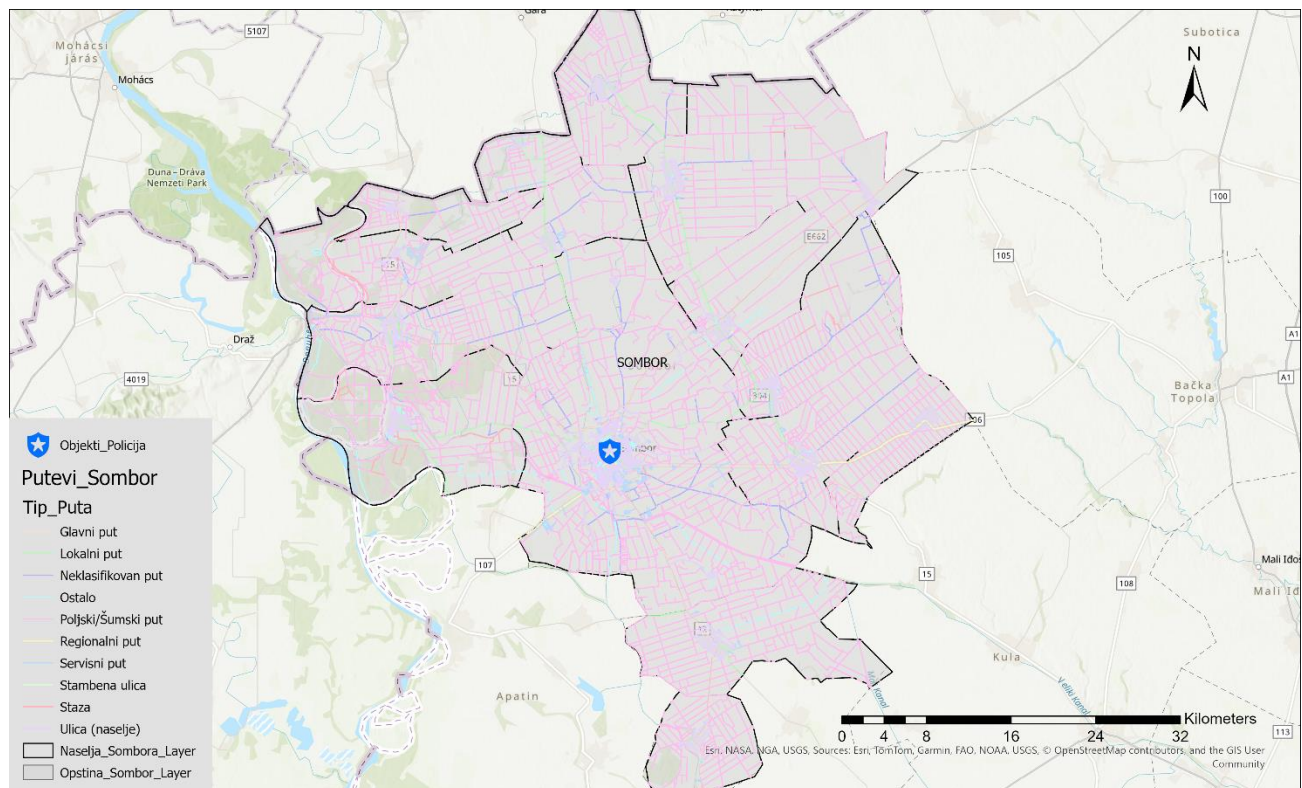 Gara
5107
Subotica
Mohácsi
járás
Mohács
N
Duna-Dráva
Nemzeti Park
100
E662
105
15
Draž
A1
SOMBOR
4019
15
A1
Bačka
Topola
Objekti_Policija
Putevi_Sombor
Tip_Puta
Glavni put
Lokalni put
Neklasifikovan put
Ostalo
Poljski/Šumski put
Regionalni put
Servisni put
Stambena ulica
Staza
Ulica (naselje)
Naselja_Sombora_Layer
Opstina_Sombor_Layer
107
15
108
Mali Iđoš
Kula
Apatin
Mali Kanal
Veliki Kanal
113
Kilometers
0 4 8 16 24 32
Esri, NASA, NGA, USGS, Sources: Esri, TomTom, Garmin, FAO, NOAA, USGS, © OpenStreetMap contributors, and the GIS User
Community